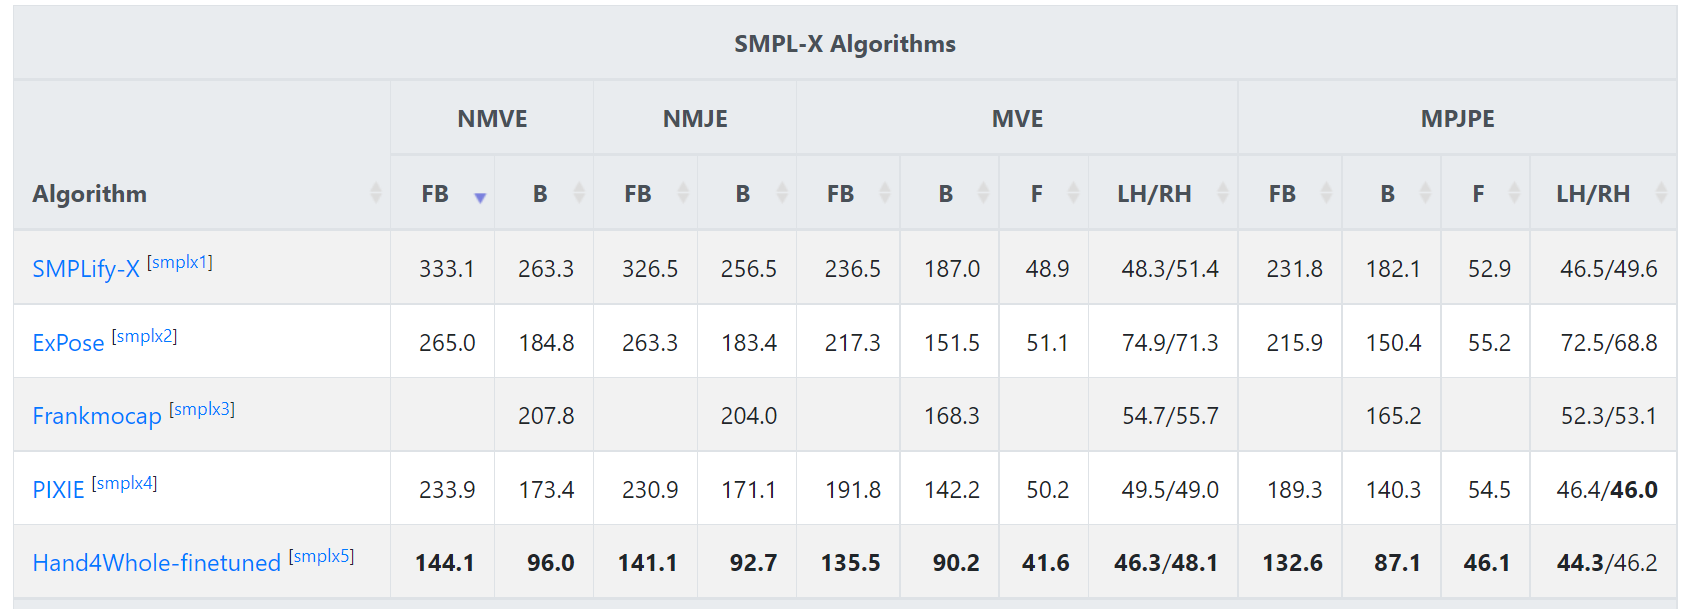 SMPL-X Algorithms
NMVE NMJE MVE MPJPE
Algorithm FB B FB B FB B F LH/RH FB B F LH/RH
SMPLify-X [smplx1] 333.1 263.3 326.5 256.5 236.5 187.0 48.9 48.3/51.4 231.8 182.1 52.9 46.5/49.6
ExPose [smplx2] 265.0 184.8 263.3 183.4 217.3 151.5 51.1 74.9/71.3 215.9 150.4 55.2 72.5/68.8
Frankmocap [smplx3] 207.8 204.0 168.3 54.7/55.7 165.2 52.3/53.1
PIXIE [smplx4] 233.9 173.4 230.9 171.1 191.8 142.2 50.2 49.5/49.0 189.3 140.3 54.5 46.4/46.0
Hand4Whole-finetuned [smplx5] 144.1 96.0 141.1 92.7 135.5 90.2 41.6 46.3/48.1 132.6 87.1 46.1 44.3/46.2